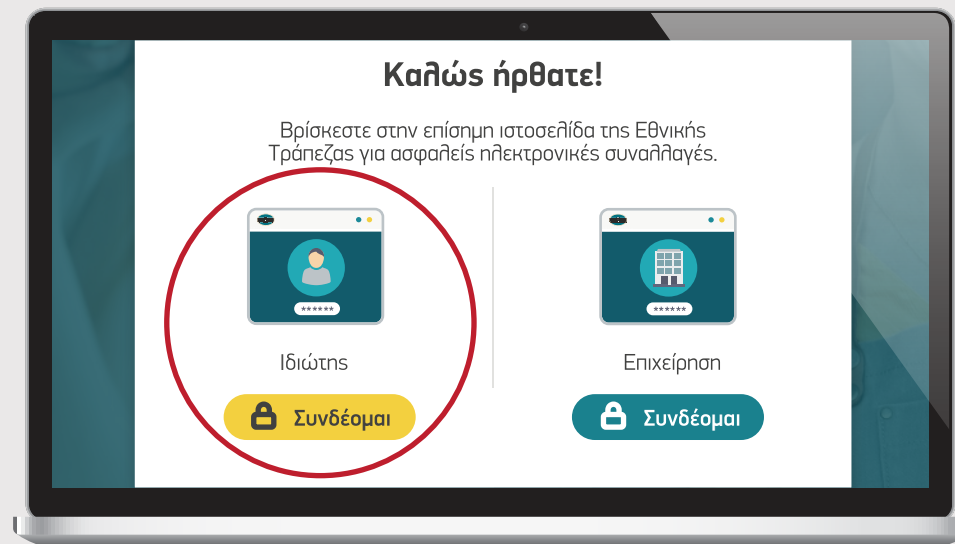 Καλώς ήρθατε!
Βρίσκεστε στην επίσημη ιστοσελίδα της Εθνικής
Τράπεζας για ασφαλείς ηλεκτρονικές συναλλαγές.
******
******
Ιδιώτης
Επιχείρηση
Συνδέομαι
Συνδέομαι